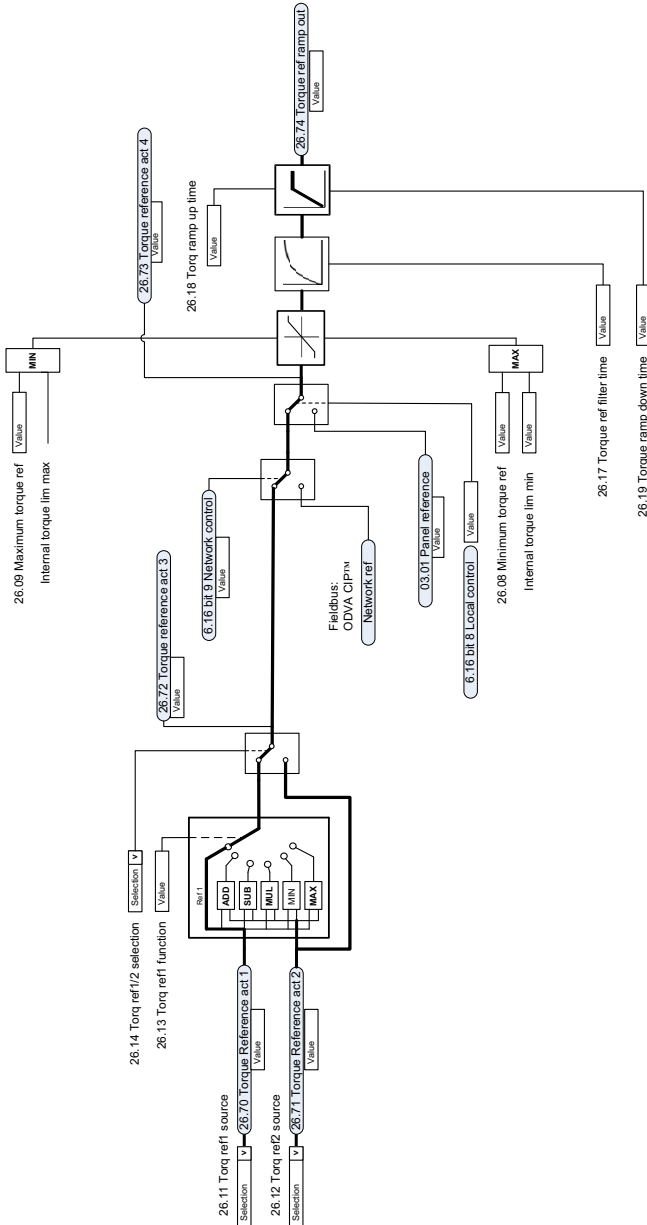 26.11 Torq ref1 source
Selection v
26.70 Torque Reference act 1
Value
26.12 Torq ref2 source
Selection v
26.71 Torque Reference act 2
Value
26.14 Torq ref1/2 selection
Selection v
26.13 Torq ref1 function
Value
Ref 1
ADD
SUB
MUL
MIN
MAX
26.72 Torque reference act 3
Value
6.16 bit 9 Network control
Value
Fieldbus:
ODVA CIP™
Network ref
03.01 Panel reference
Value
6.16 bit 8 Local control
Value
26.09 Maximum torque ref
Value
Internal torque lim max
MIN
26.73 Torque reference act 4
Value
26.08 Minimum torque ref
Value
Internal torque lim min
MAX
26.18 Torq ramp up time
Value
26.17 Torque ref filter time
Value
26.19 Torque ramp down time
Value
26.74 Torque ref ramp out
Value